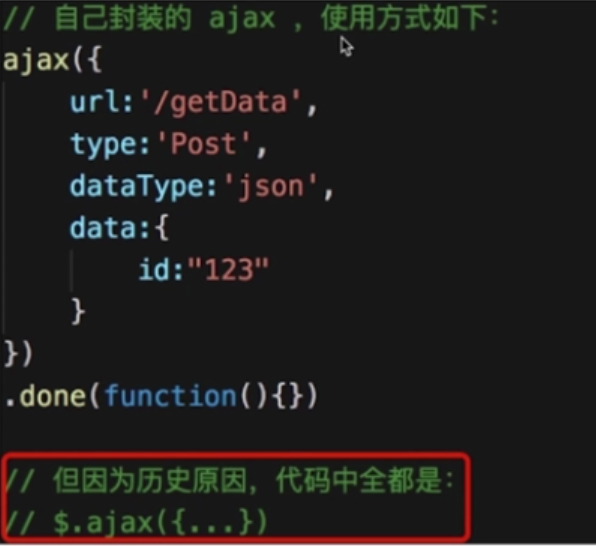 // 自己封装的 ajax ，使用方式如下：
ajax({
    url:'/getData',
    type:'Post',
    dataType:'json',
    data:{
        id:"123"
    }
})
.done(function(){})
// 但因为历史原因，代码中全都是：
// $.ajax({...})